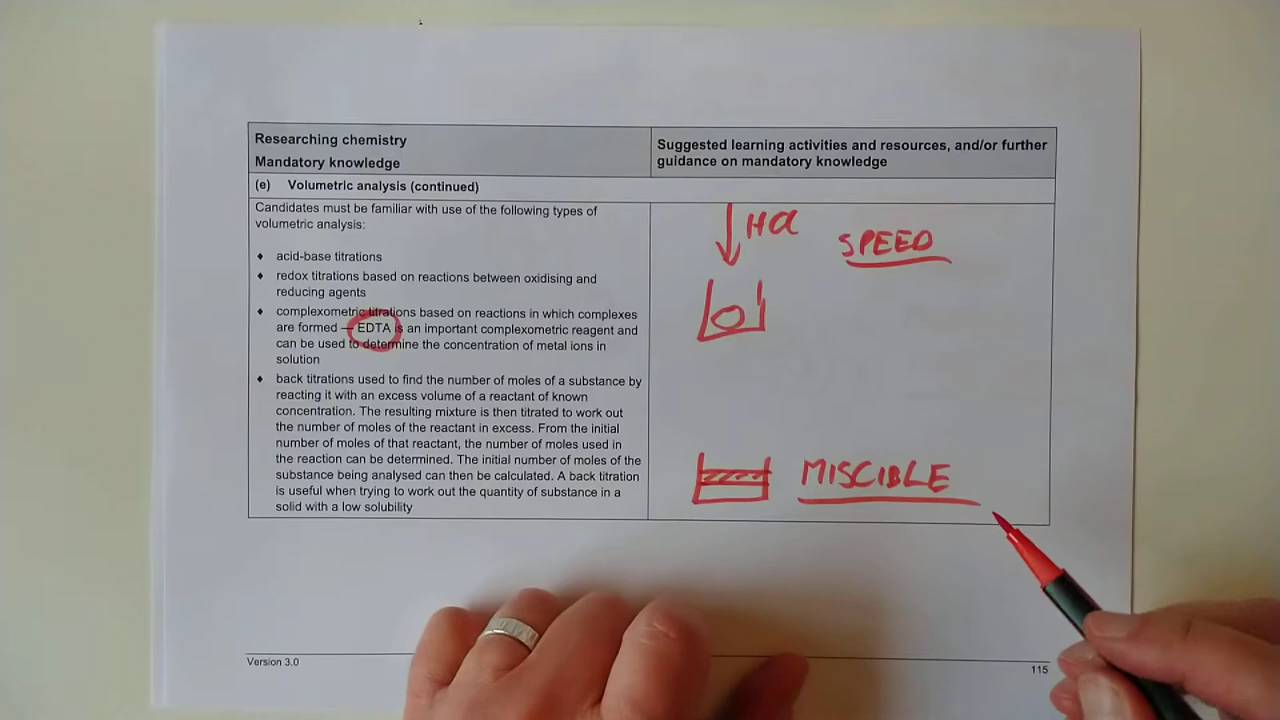 Researching chemistry
Mandatory knowledge
Suggested learning activities and resources, and/or further
guidance on mandatory knowledge
(e) Volumetric analysis (continued)
Candidates must be familiar with use of the following types of
volumetric analysis:
♦ acid-base titrations
♦ redox titrations based on reactions between oxidising and
reducing agents
♦ complexometric titrations based on reactions in which complexes
are formed — EDTA is an important complexometric reagent and
can be used to determine the concentration of metal ions in
solution
♦ back titrations used to find the number of moles of a substance by
reacting it with an excess volume of a reactant of known
concentration. The resulting mixture is then titrated to work out
the number of moles of the reactant in excess. From the initial
number of moles of that reactant, the number of moles used in
the reaction can be determined. The initial number of moles of the
substance being analysed can then be calculated. A back titration
is useful when trying to work out the quantity of substance in a
solid with a low solubility
HCl
SPEED
MISCIBLE
Version 3.0
115